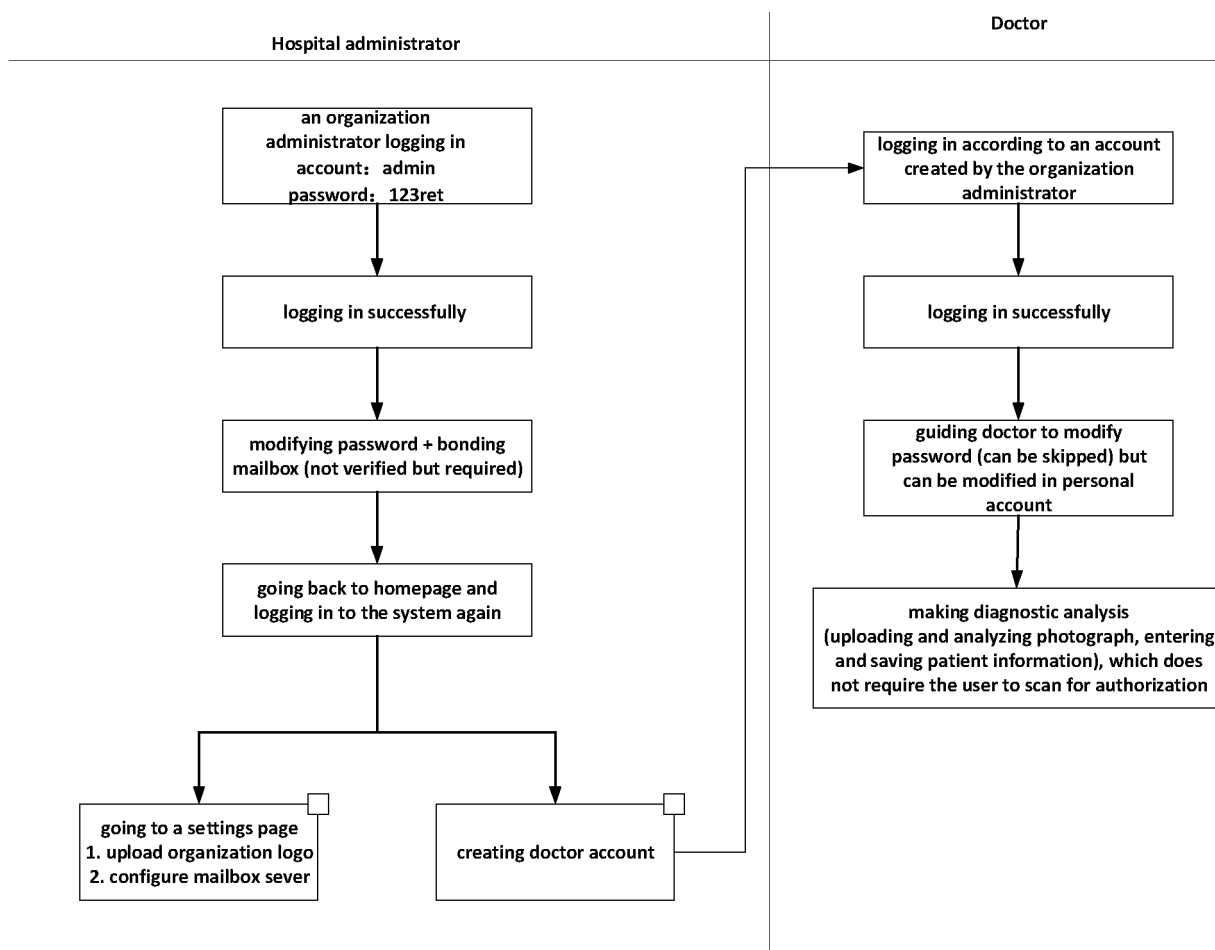 Hospital administrator
Doctor
an organization
administrator logging in
account：admin
password：123ret
logging in successfully
modifying password + bonding
mailbox (not verified but required)
going back to homepage and
logging in to the system again
going to a settings page
1. upload organization logo
2. configure mailbox sever
creating doctor account
logging in according to an account
created by the organization
administrator
logging in successfully
guiding doctor to modify
password (can be skipped) but
can be modified in personal
account
making diagnostic analysis
(uploading and analyzing photograph, entering
and saving patient information), which does
not require the user to scan for authorization